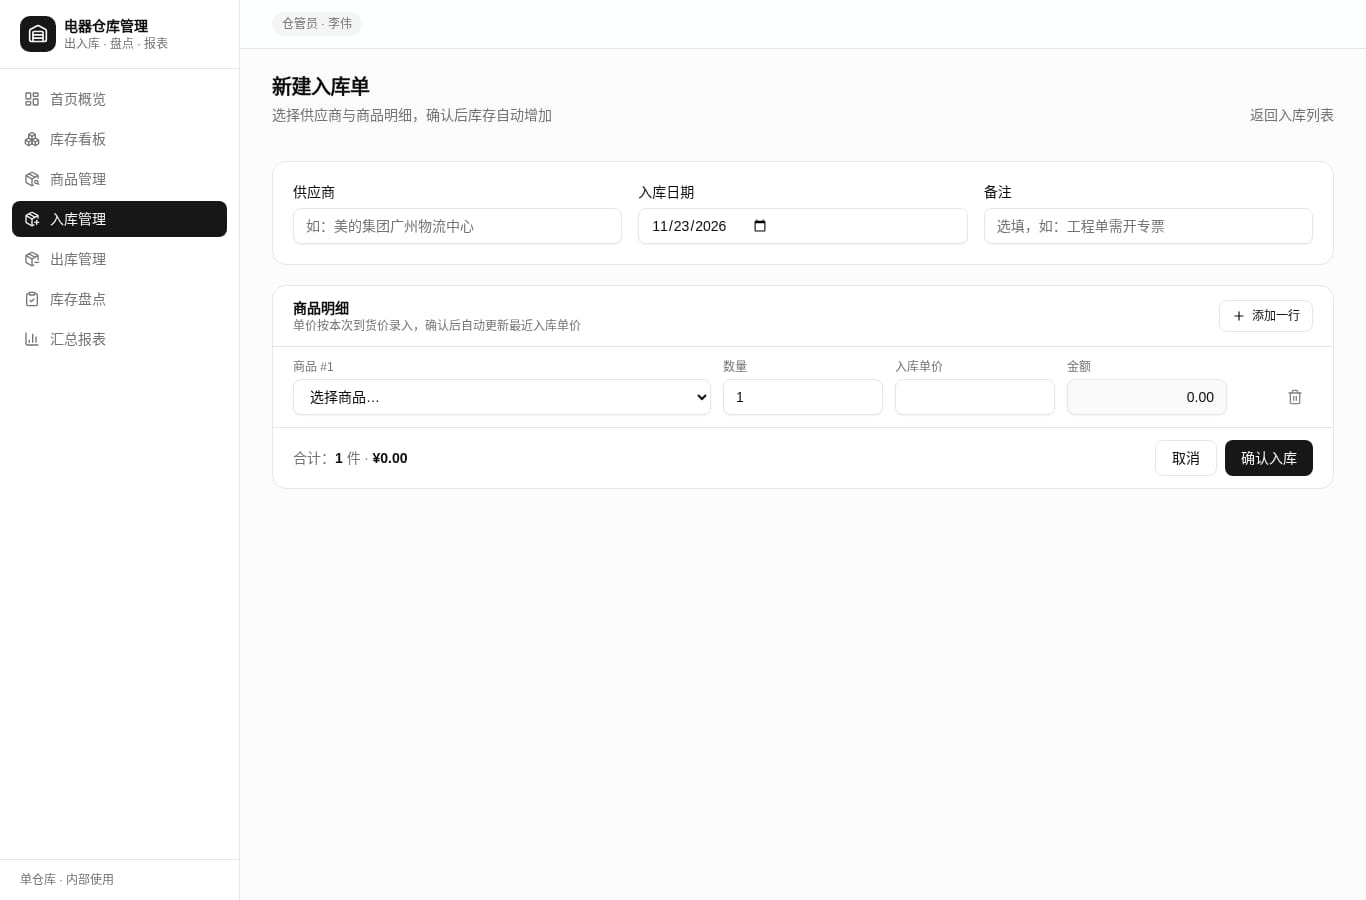 电器仓库管理
出入库 · 盘点 · 报表
首页概览
库存看板
商品管理
入库管理
出库管理
库存盘点
汇总报表
单仓库 · 内部使用
仓管员 · 李伟
新建入库单
选择供应商与商品明细，确认后库存自动增加
返回入库列表
供应商
如：美的集团广州物流中心
入库日期
11/23/2026
备注
选填，如：工程单需开专票
商品明细
单价按本次到货价录入，确认后自动更新最近入库单价
添加一行
商品 #1
选择商品…
数量
1
入库单价
金额
0.00
合计：1 件 · ¥0.00
取消
确认入库